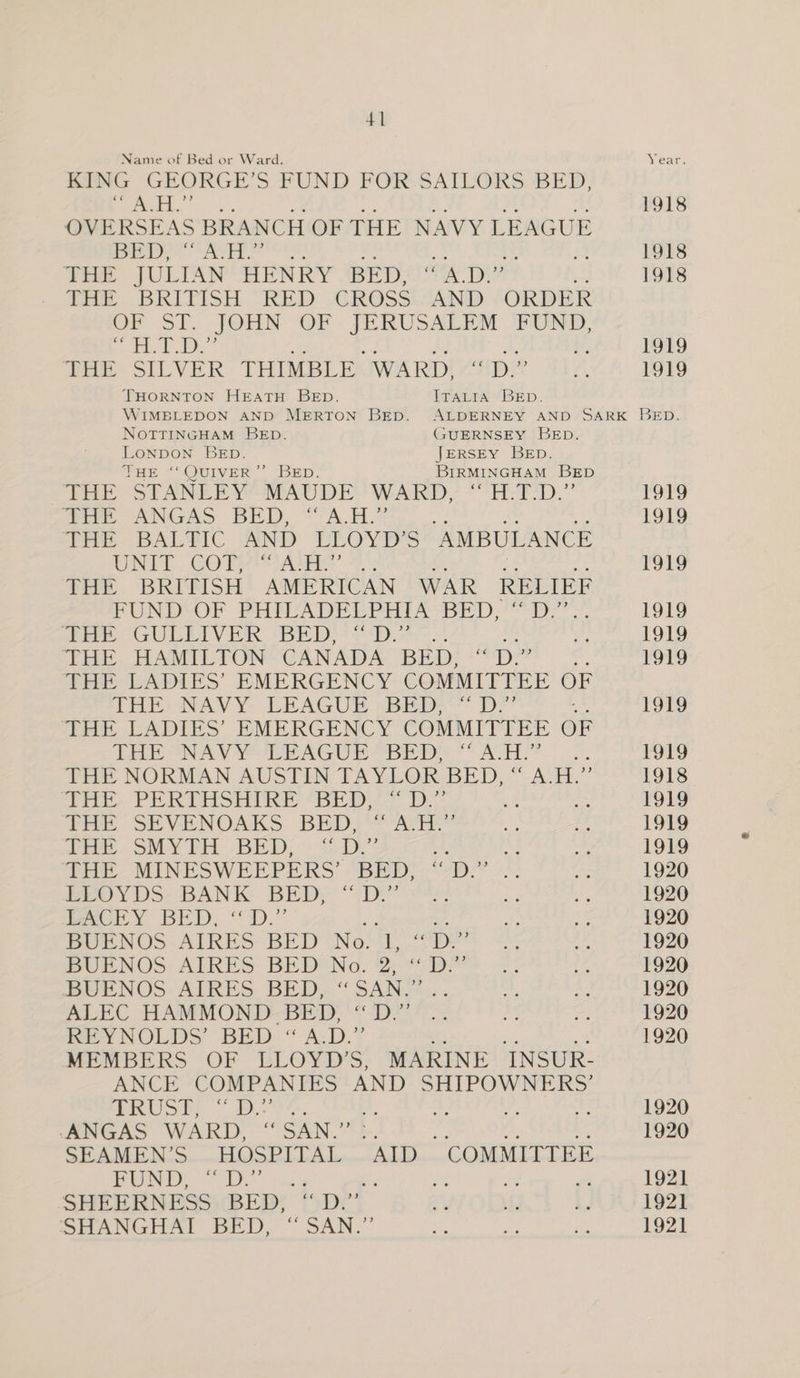 41
Name of Bed or Ward. Year.
KING GEORGE'S FUND FOR SAILORS BED,
“ A.H.” .. .. .. .. .. 1918
OVERSEAS BRANCH OF THE NAVY LEAGUE
BED, “ A.H.” .. .. .. .. 1918
THE JULIAN HENRY BED, “ A.D.” .. 1918
THE BRITISH RED CROSS AND ORDER
OF ST. JOHN OF JERUSALEM FUND,
“ H.T.D.” .. .. .. .. .. 1919
THE SILVER THIMBLE WARD, “ D.” .. 1919
THORNTON HEATH BED. ITALIA BED.
WIMBLEDON AND MERTON BED. ALDERNEY AND SARK BED.
NOTTINGHAM BED. GUERNSEY BED.
LONDON BED. JERSEY BED.
THE “ QUIVER ” BED. BIRMINGHAM BED
THE STANLEY MAUDE WARD, “ H.T.D.” 1919
THE ANGAS BED, “ A.H.” .. .. .. 1919
THE BALTIC AND LLOYD'S AMBULANCE
UNIT COT, “ A.H.” .. .. .. .. 1919
THE BRITISH AMERICAN WAR RELIEF
FUND OF PHILADELPHIA BED, “ D.”.. 1919
THE GULLIVER BED, “ D.” .. .. .. 1919
THE HAMILTON CANADA BED, “ D.” .. 1919
THE LADIES' EMERGENCY COMMITTEE OF
THE NAVY LEAGUE BED, “ D.” .. 1919
THE LADIES' EMERGENCY COMMITTEE OF
THE NAVY LEAGUE BED, “ A.H.” .. 1919
THE NORMAN AUSTIN TAYLOR BED, “ A.H.” 1918
THE PERTHSHIRE BED, “ D.” .. .. 1919
THE SEVENOAKS BED, “ A.H.” .. .. 1919
THE SMYTH BED, “ D.” .. .. .. 1919
THE MINESWEEPERS' BED, “ D.” .. .. 1920
LLOYDS BANK BED, “ D.” .. .. .. 1920
LACEY BED, “ D.” .. .. .. .. 1920
BUENOS AIRES BED No. 1, “ D.” .. .. 1920
BUENOS AIRES BED No. 2, “ D.” .. .. 1920
BUENOS AIRES BED, “ SAN.” .. .. .. 1920
ALEC HAMMOND BED, “ D.” .. .. .. 1920
REYNOLDS' BED “ A.D.” .. .. .. 1920
MEMBERS OF LLOYD'S, MARINE INSUR-
ANCE COMPANIES AND SHIPOWNERS'
TRUST, “ D.” .. .. .. .. .. 1920
ANGAS WARD, “ SAN.” .. .. .. .. 1920
SEAMEN'S HOSPITAL AID COMMITTEE
FUND, “ D.” .. .. .. .. .. 1921
SHEERNESS BED, “ D.” .. .. .. 1921
SHANGHAI BED, “ SAN.” .. .. .. 1921